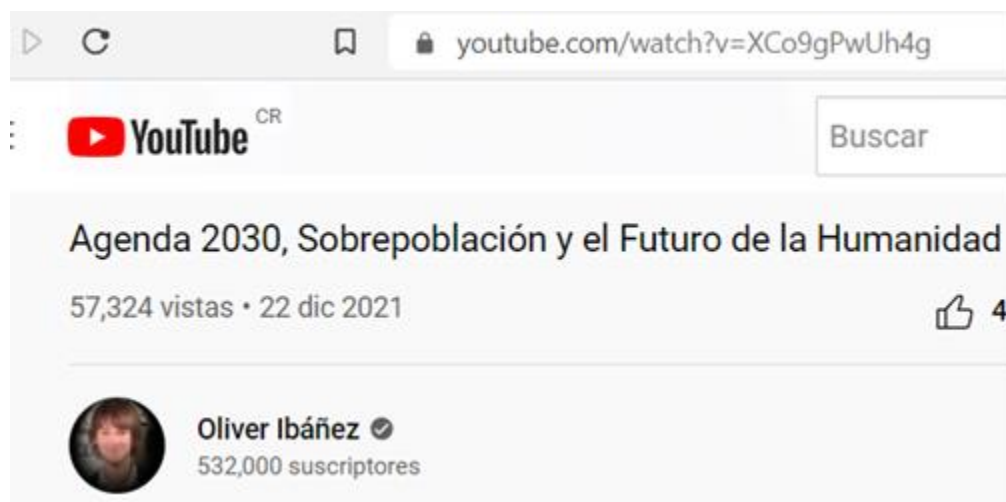 youtube.com/watch?v=XCo9gPwUh4g
YouTube CR
Buscar
Agenda 2030, Sobrepoblación y el Futuro de la Humanidad
57,324 vistas • 22 dic 2021
4
Oliver Ibáñez
532,000 suscriptores